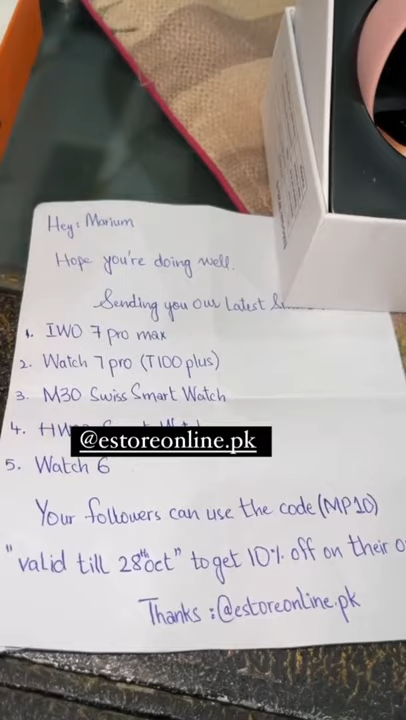 Hey: Marium
Hope you're doing well.
Sending you our Latest
1. IWO 7 pro max
2. Watch 7 pro (T100 plus)
3. M30 Swiss Smart Watch
4.
@estoreonline.pk
5. Watch 6
Your followers can use the code (MP10)
"valid till 28th oct" to get 10% off on their
Thanks :@estoreonline.pk